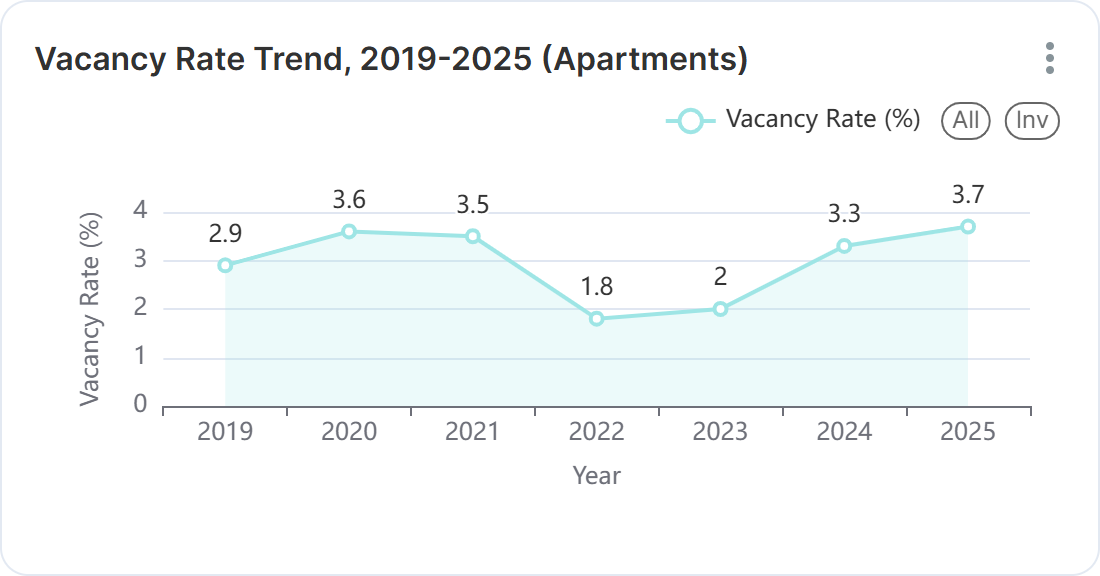 Vacancy Rate Trend, 2019-2025 (Apartments)
Vacancy Rate (%) All Inv
Vacancy Rate (%)
4
3
2
1
0
2.9 3.6 3.5 1.8 2 3.3 3.7
2019 2020 2021 2022 2023 2024 2025
Year